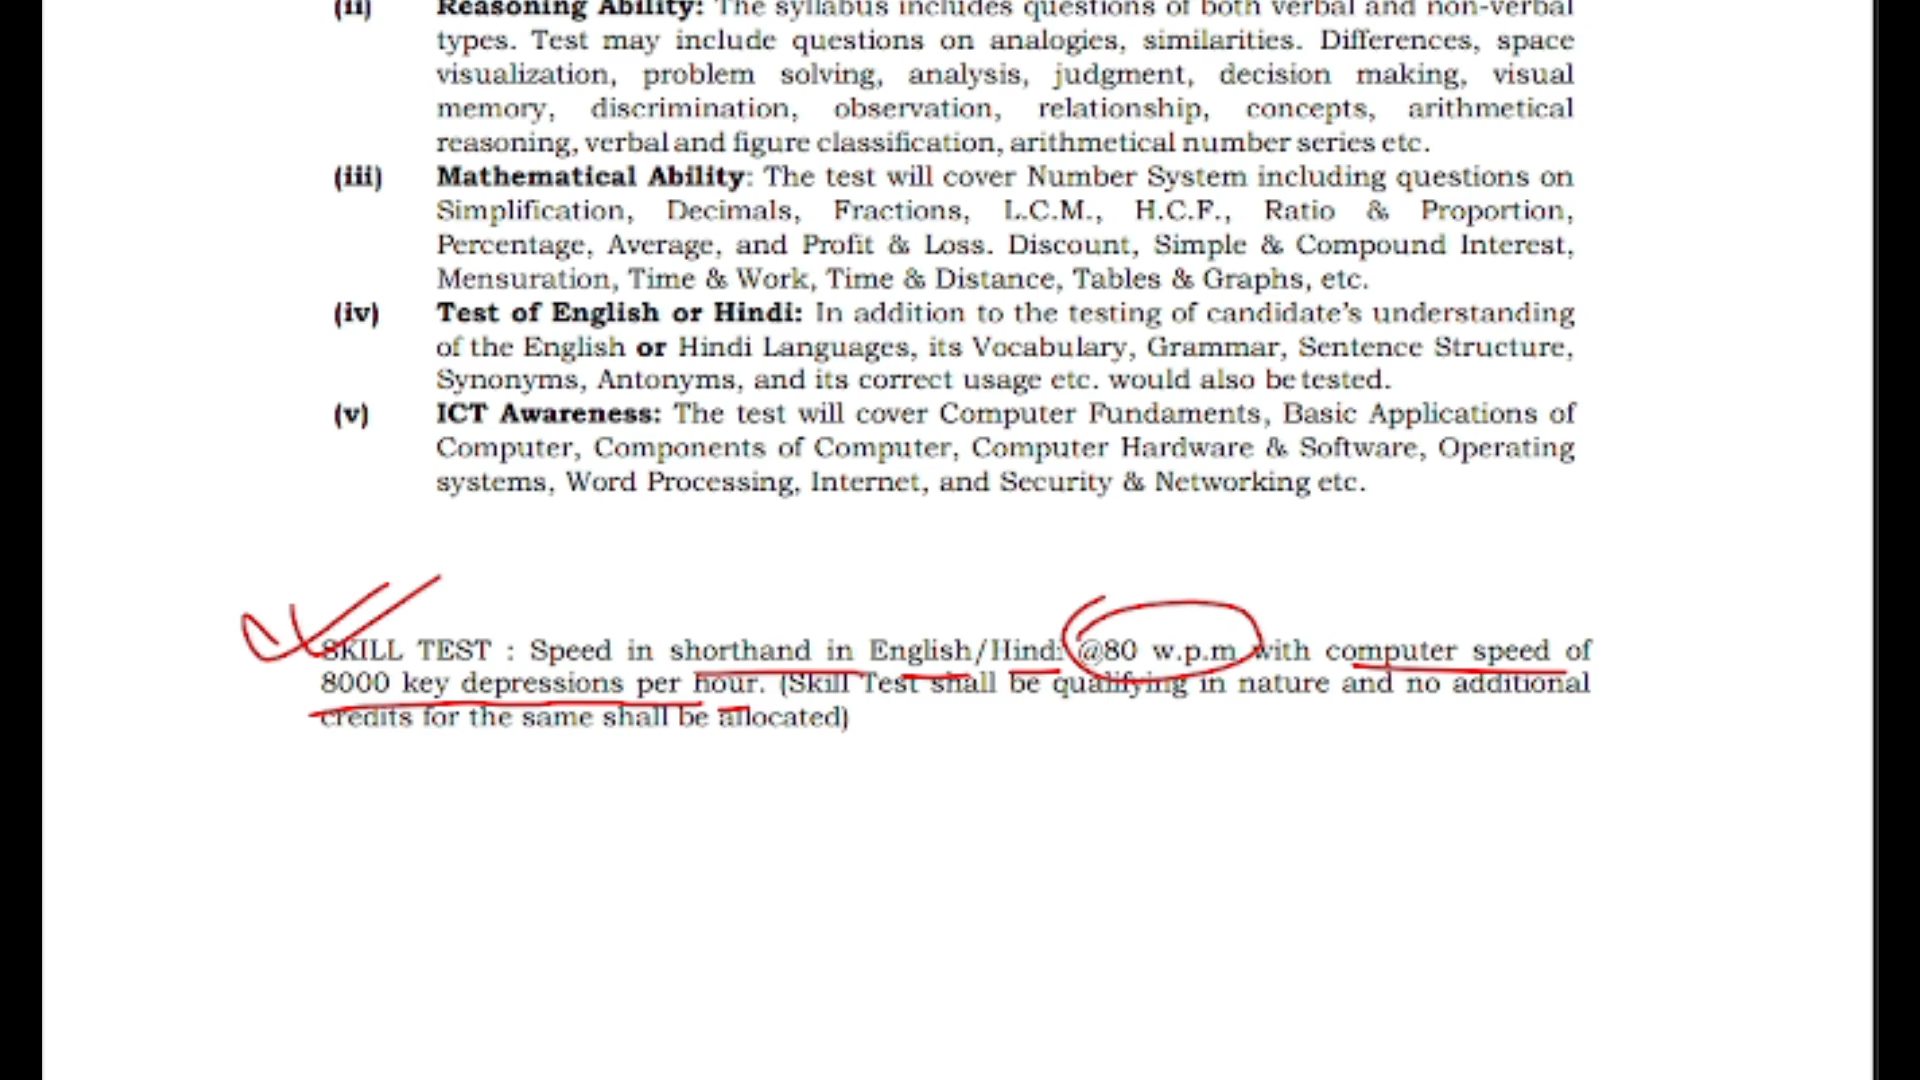 (ii) Reasoning Ability: The syllabus includes questions of both verbal and non-verbal
types. Test may include questions on analogies, similarities. Differences, space
visualization, problem solving, analysis, judgment, decision making, visual
memory, discrimination, observation, relationship, concepts, arithmetical
reasoning, verbal and figure classification, arithmetical number series etc.
(iii) Mathematical Ability: The test will cover Number System including questions on
Simplification, Decimals, Fractions, L.C.M., H.C.F., Ratio & Proportion,
Percentage, Average, and Profit & Loss. Discount, Simple & Compound Interest,
Mensuration, Time & Work, Time & Distance, Tables & Graphs, etc.
(iv) Test of English or Hindi: In addition to the testing of candidate's understanding
of the English or Hindi Languages, its Vocabulary, Grammar, Sentence Structure,
Synonyms, Antonyms, and its correct usage etc. would also be tested.
(v) ICT Awareness: The test will cover Computer Fundaments, Basic Applications of
Computer, Components of Computer, Computer Hardware & Software, Operating
systems, Word Processing, Internet, and Security & Networking etc.
SKILL TEST : Speed in shorthand in English/Hindi @80 w.p.m with computer speed of
8000 key depressions per hour. (Skill Test shall be qualifying in nature and no additional
credits for the same shall be allocated)